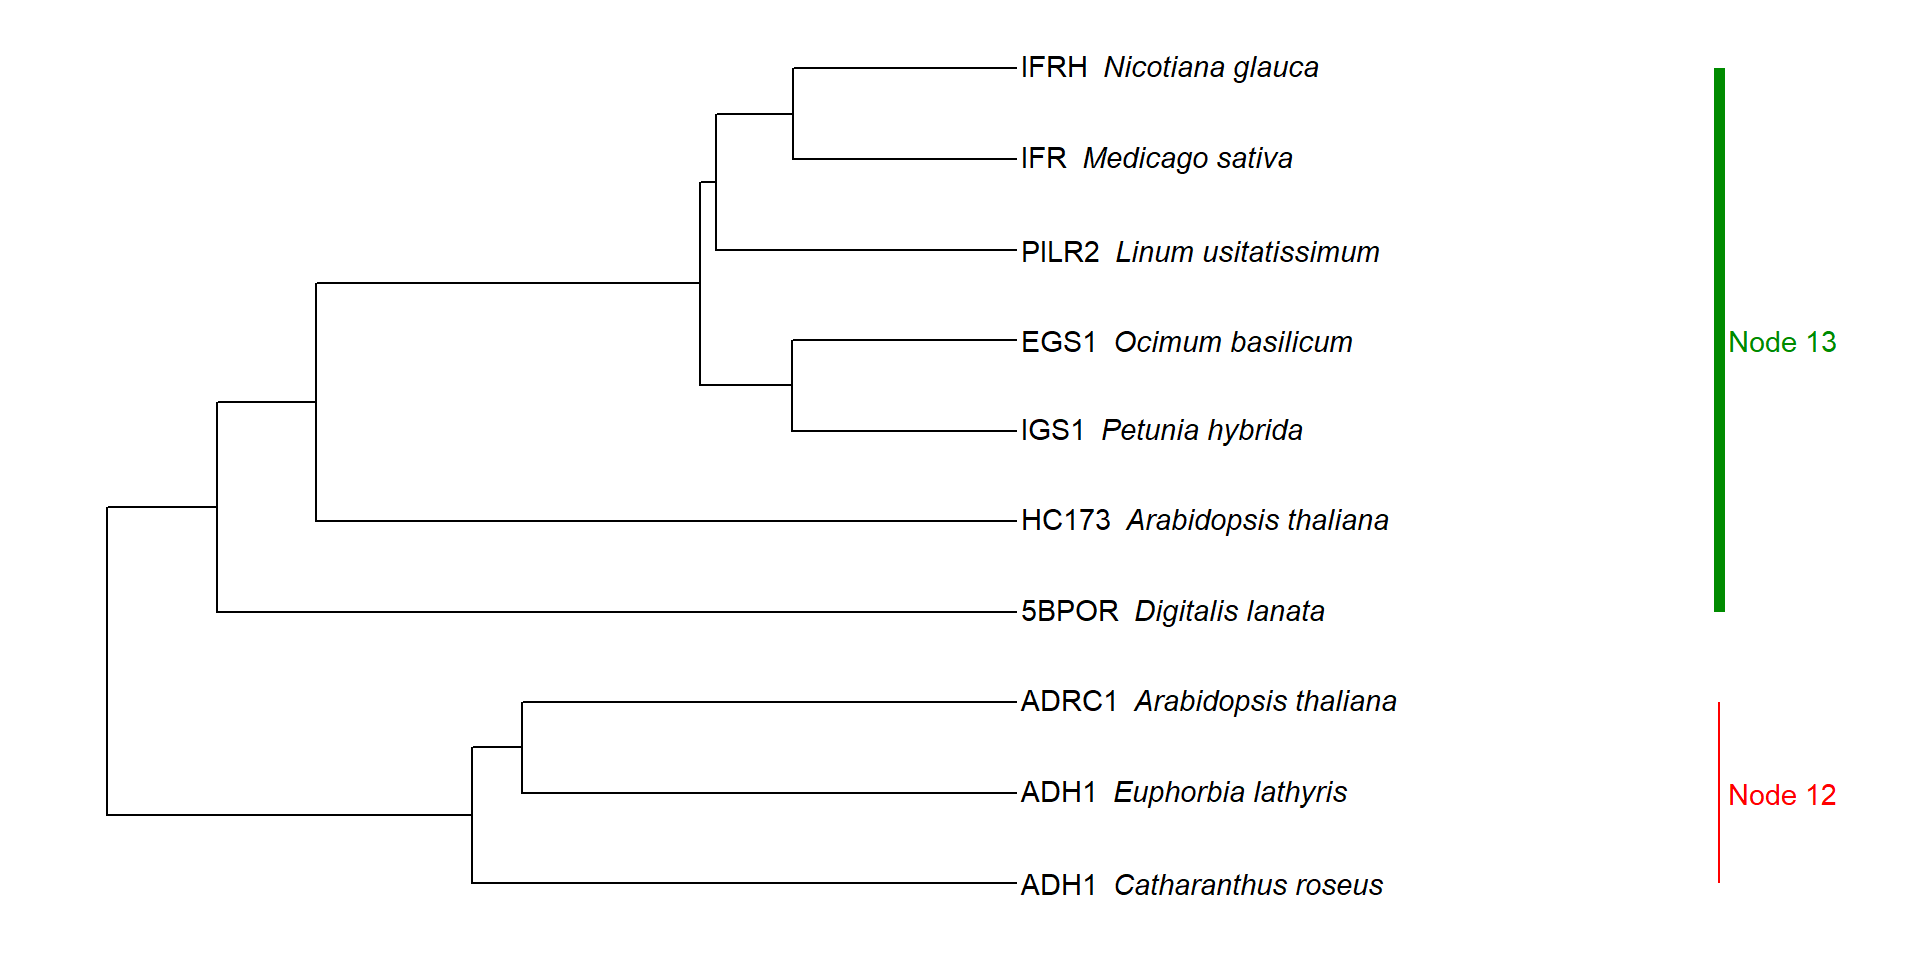 IFRH Nicotiana glauca
IFR Medicago sativa
PILR2 Linum usitatissimum
EGS1 Ocimum basilicum
Node 13
IGS1 Petunia hybrida
HC173 Arabidopsis thaliana
5BPOR Digitalis lanata
ADRC1 Arabidopsis thaliana
ADH1 Euphorbia lathyris
Node 12
ADH1 Catharanthus roseus